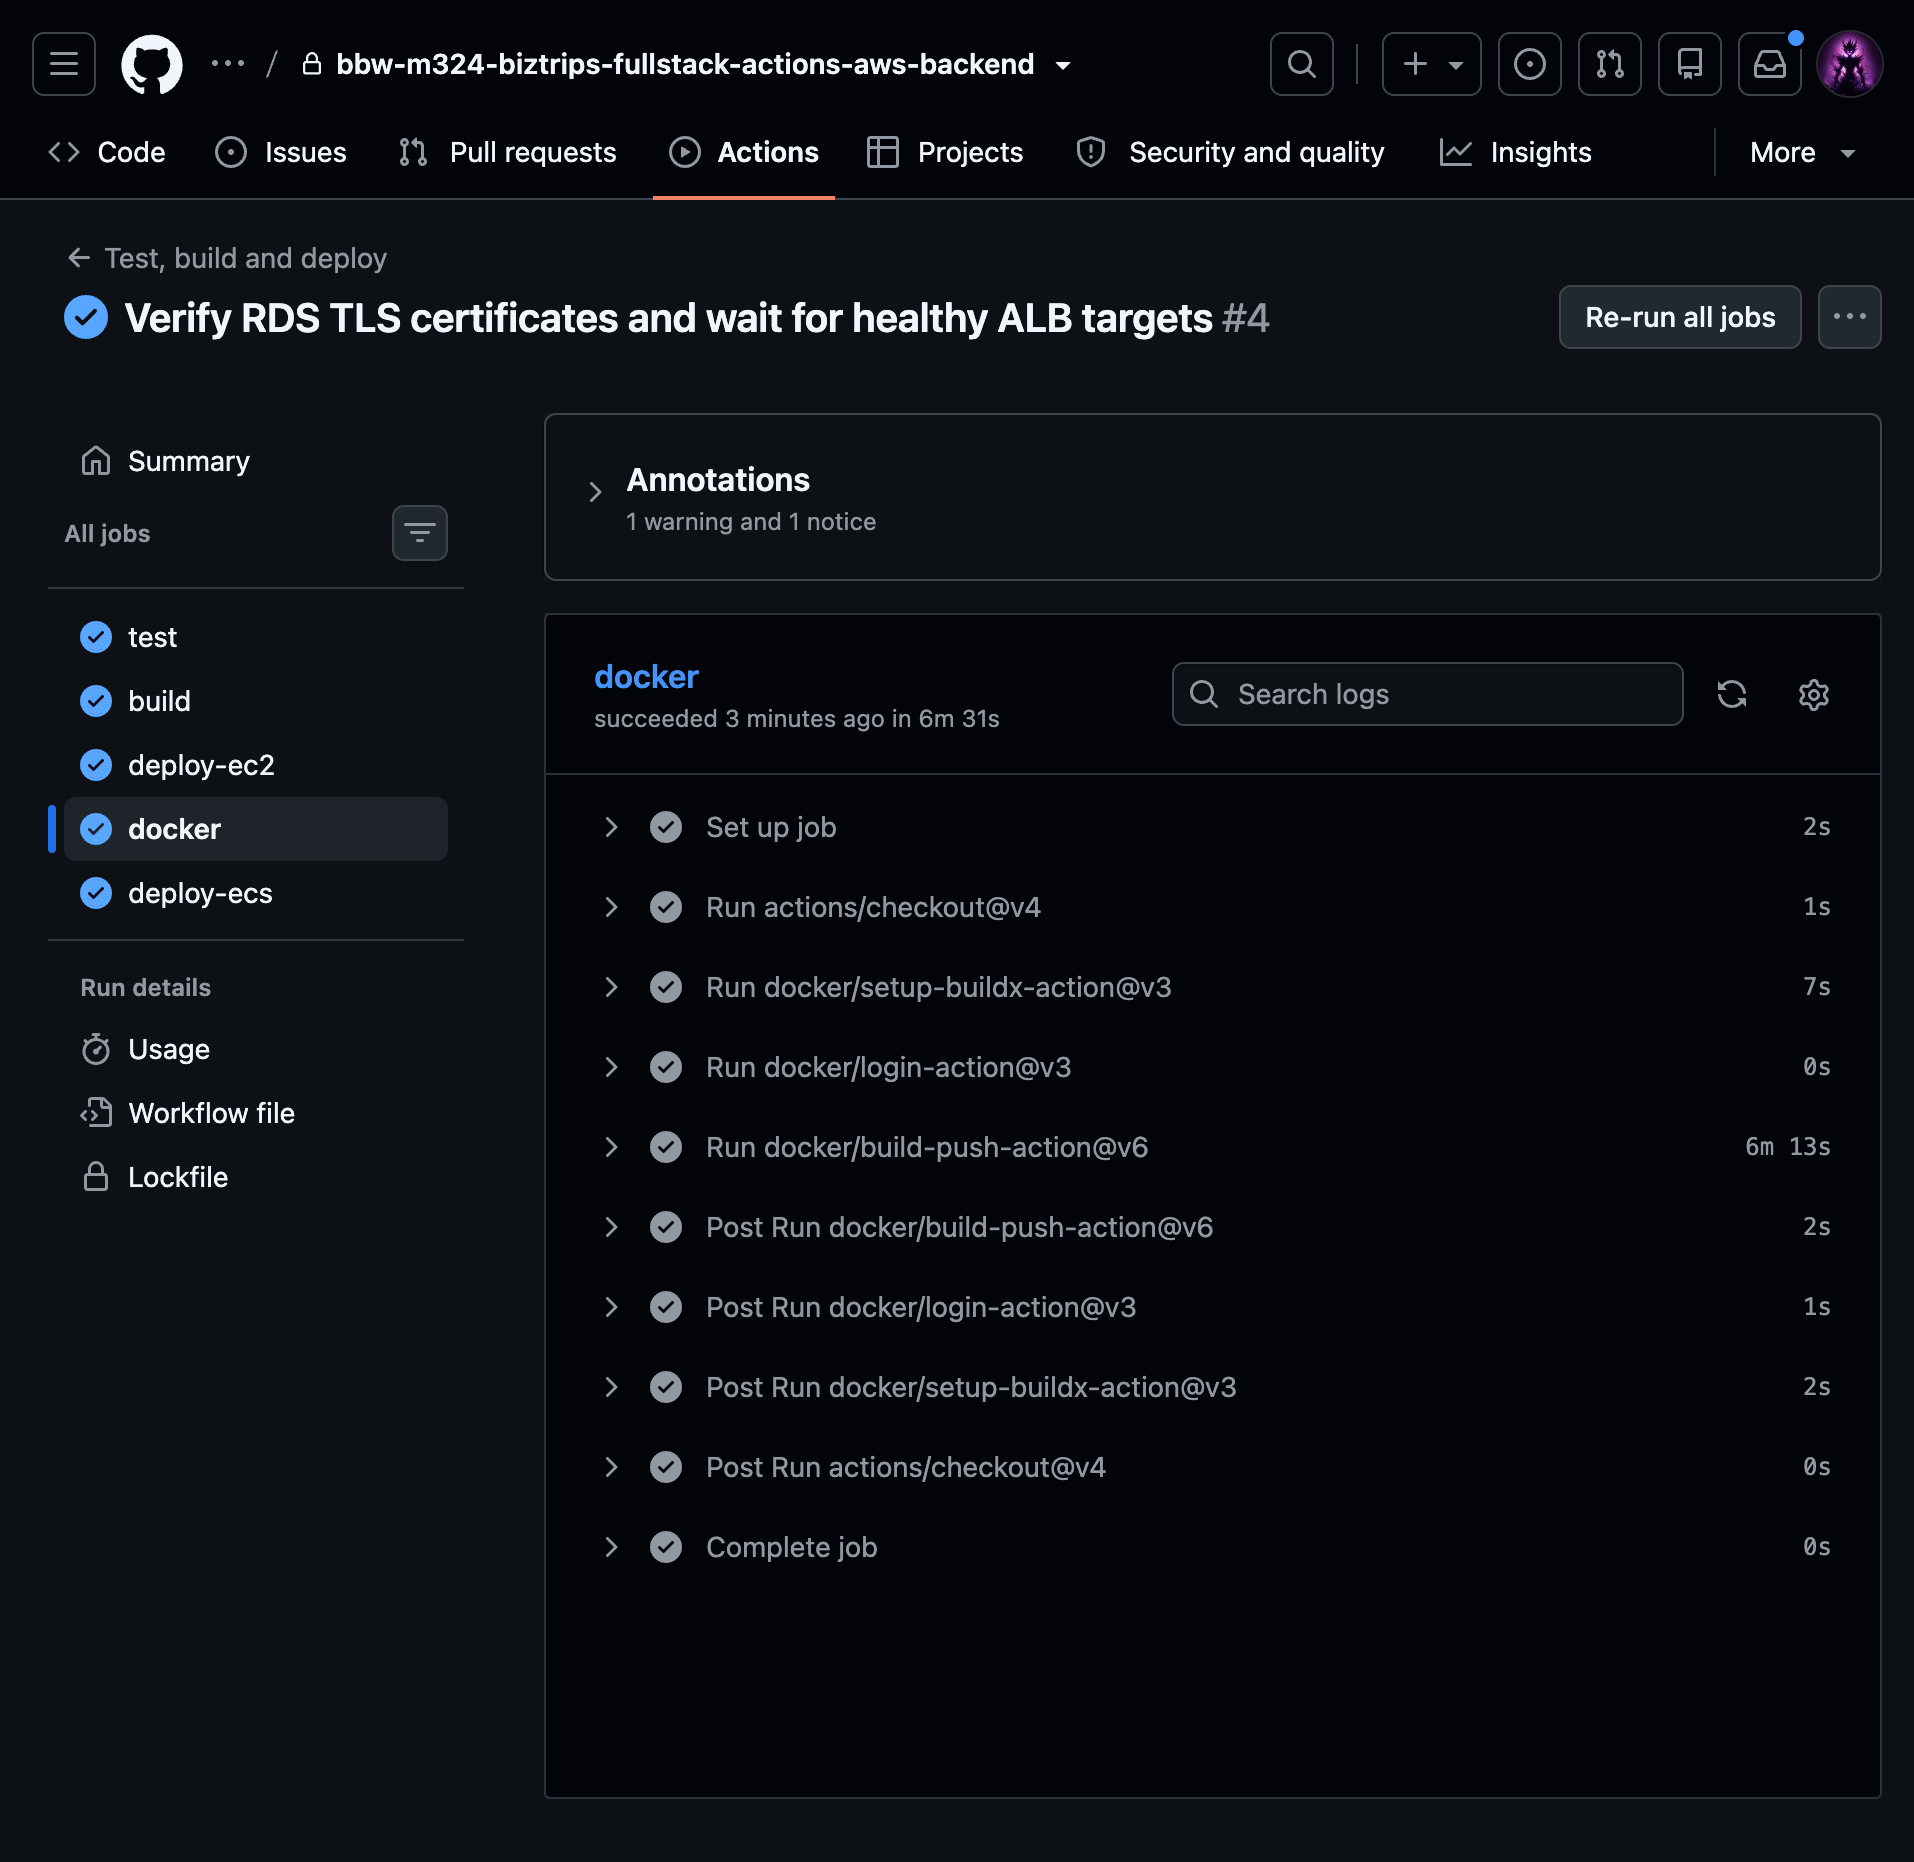 bbw-m324-biztrips-fullstack-actions-aws-backend
Code Issues Pull requests Actions Projects Security and quality Insights More
Test, build and deploy
Verify RDS TLS certificates and wait for healthy ALB targets #4
Re-run all jobs
Summary
All jobs
test
build
deploy-ec2
docker
deploy-ecs
Run details
Usage
Workflow file
Lockfile
Annotations
1 warning and 1 notice
docker
succeeded 3 minutes ago in 6m 31s
Search logs
Set up job 2s
Run actions/checkout@v4 1s
Run docker/setup-buildx-action@v3 7s
Run docker/login-action@v3 0s
Run docker/build-push-action@v6 6m 13s
Post Run docker/build-push-action@v6 2s
Post Run docker/login-action@v3 1s
Post Run docker/setup-buildx-action@v3 2s
Post Run actions/checkout@v4 0s
Complete job 0s